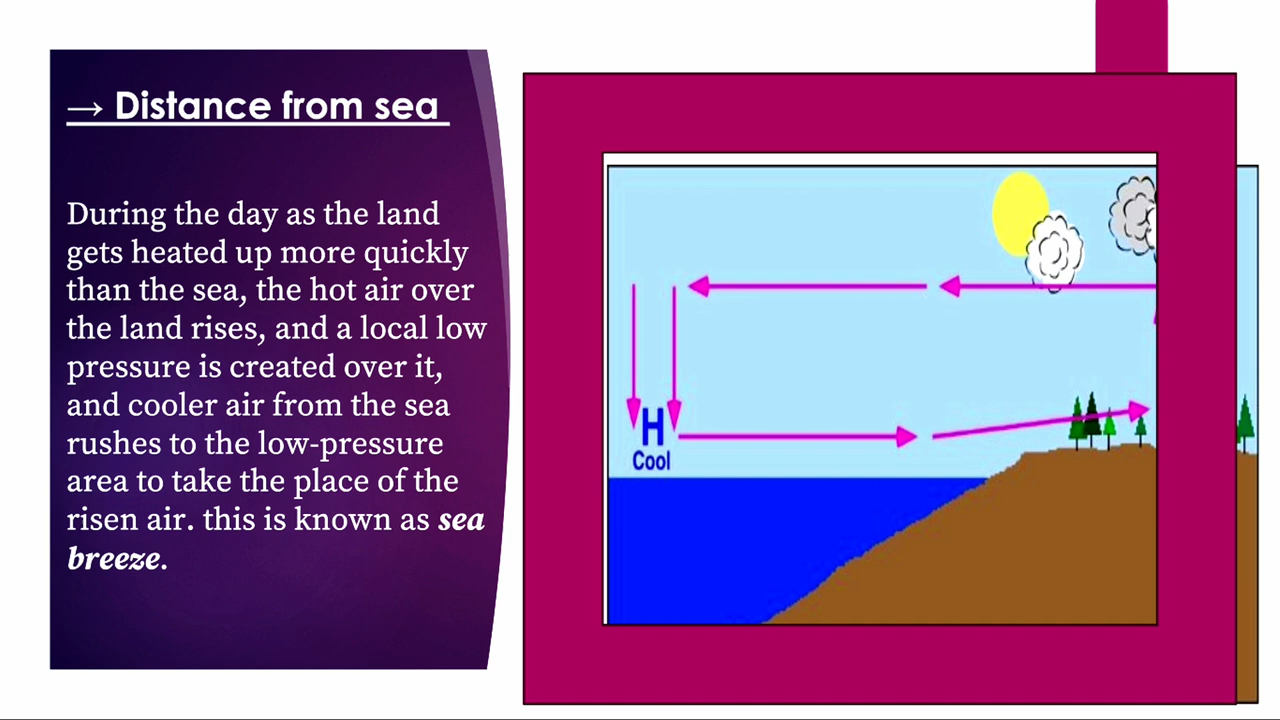 → Distance from sea
During the day as the land
gets heated up more quickly
than the sea, the hot air over
the land rises, and a local low
pressure is created over it,
and cooler air from the sea
rushes to the low-pressure
area to take the place of the
risen air. this is known as sea
breeze.
H
Cool